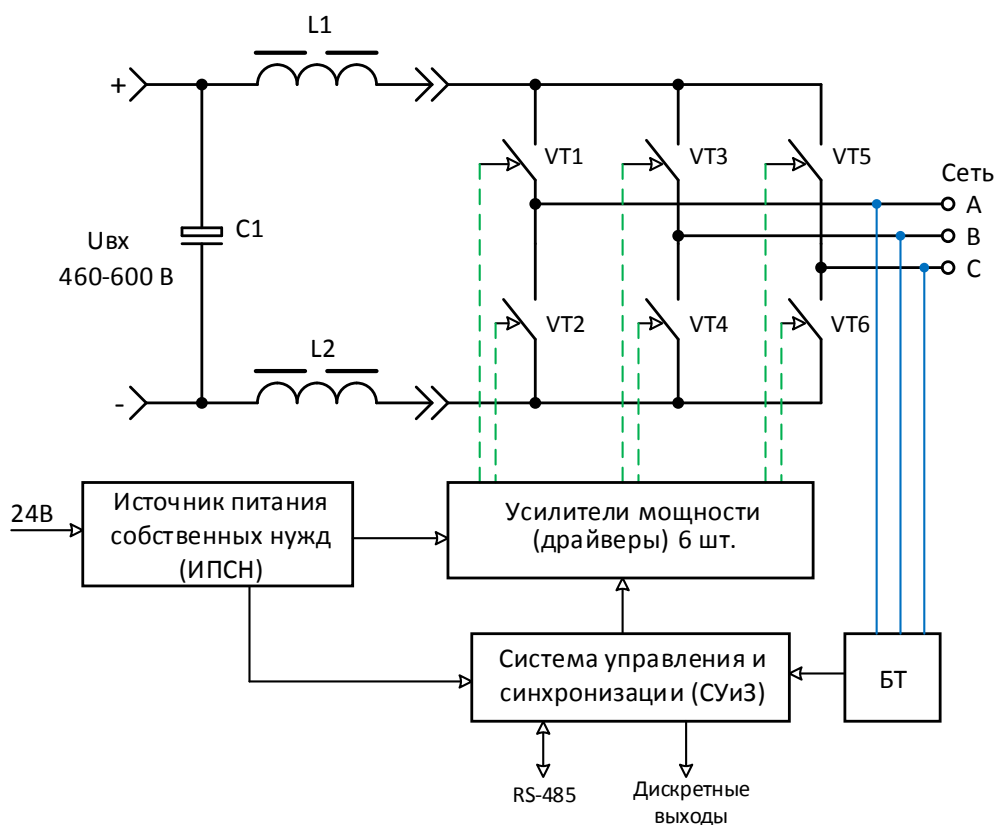 L1
+
VT1
VT3
VT5
Сеть
A
B
C
Uвх
460-600 В
C1
VT2
VT4
VT6
L2
-
24В
Источник питания
собственных нужд
(ИПСН)
Усилители мощности
(драйверы) 6 шт.
Система управления и
синхронизации (СУиЗ)
БТ
RS-485
Дискретные
выходы